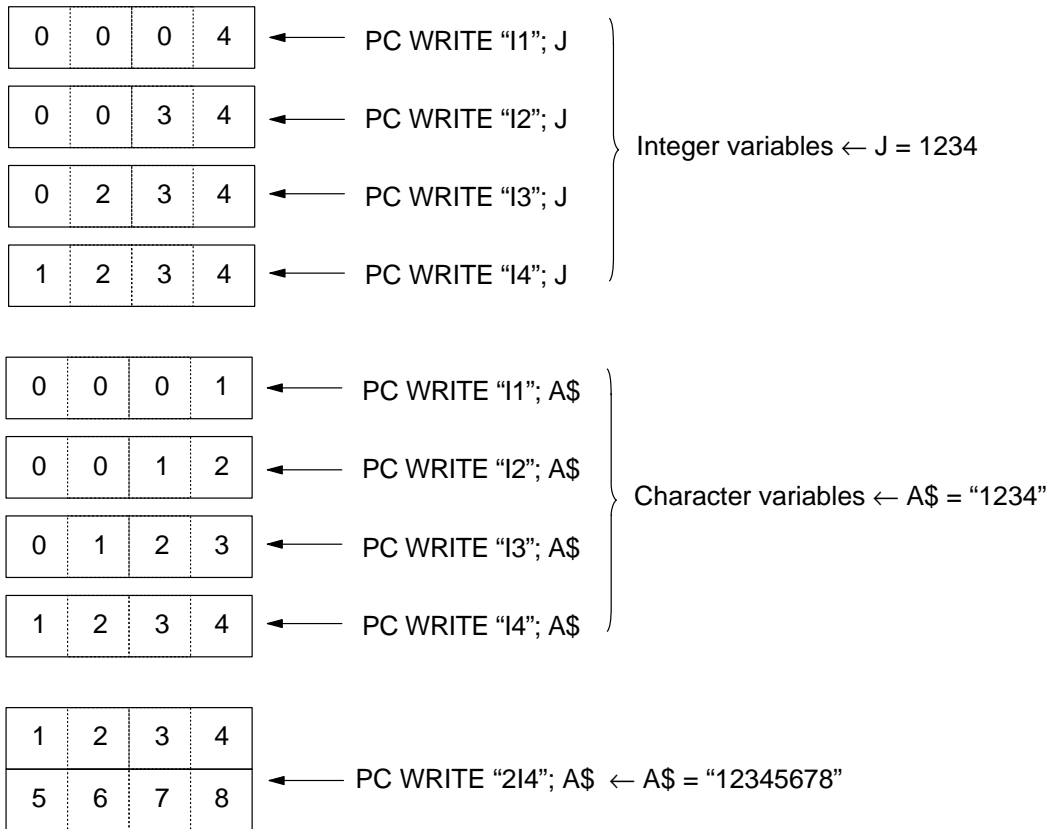 0 0 0 4 PC WRITE “I1”; J
0 0 3 4 PC WRITE “I2”; J
Integer variables ← J = 1234
0 2 3 4 PC WRITE “I3”; J
1 2 3 4 PC WRITE “I4”; J
0 0 0 1 PC WRITE “I1”; A$
0 0 1 2 PC WRITE “I2”; A$
Character variables ← A$ = “1234”
0 1 2 3 PC WRITE “I3”; A$
1 2 3 4 PC WRITE “I4”; A$
1 2 3 4
PC WRITE “2I4”; A$ ← A$ = “12345678”
5 6 7 8